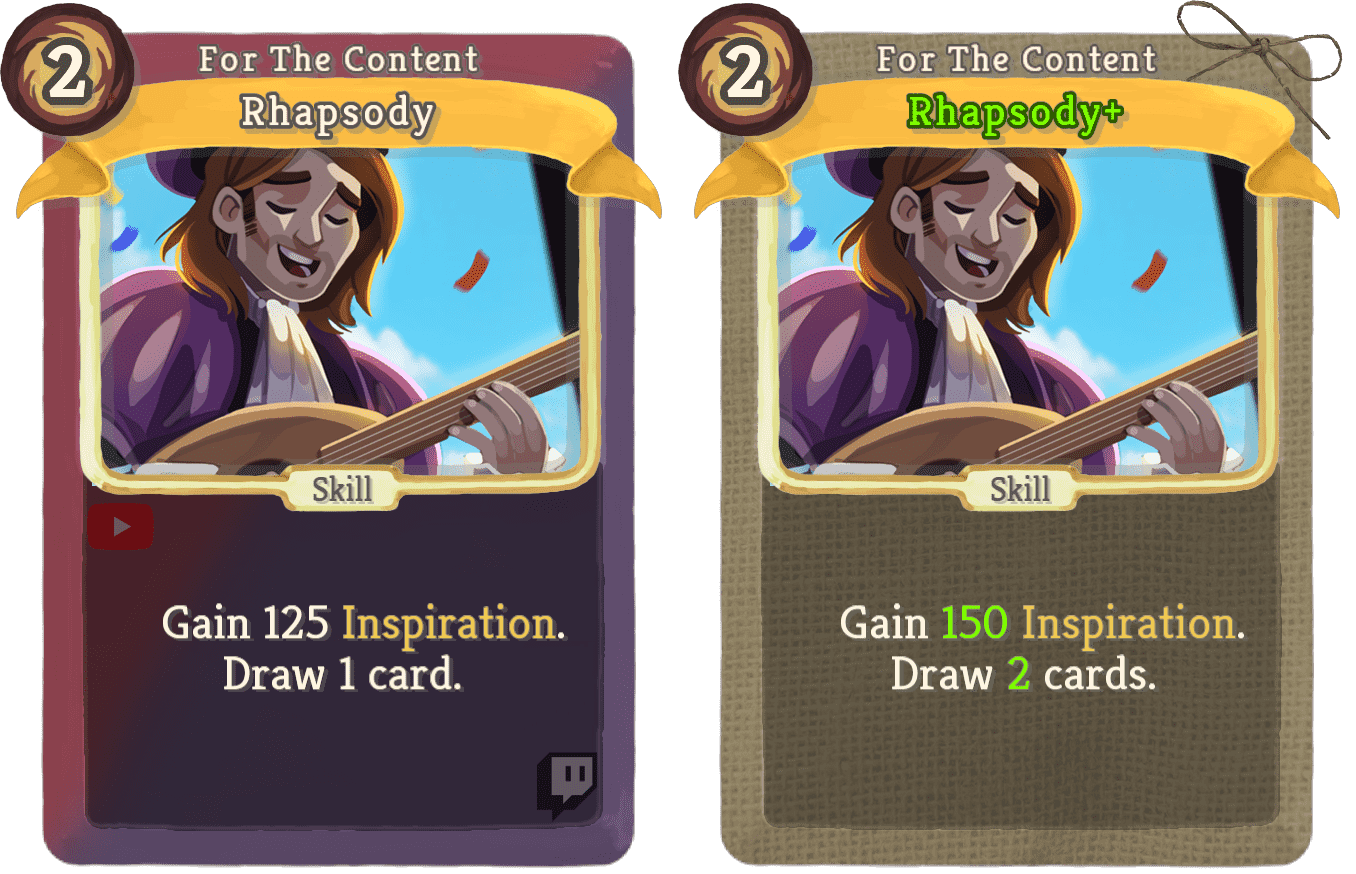 2
For The Content
Rhapsody
Skill
Gain 125 Inspiration.
Draw 1 card.
2
For The Content
Rhapsody+
Skill
Gain 150 Inspiration.
Draw 2 cards.